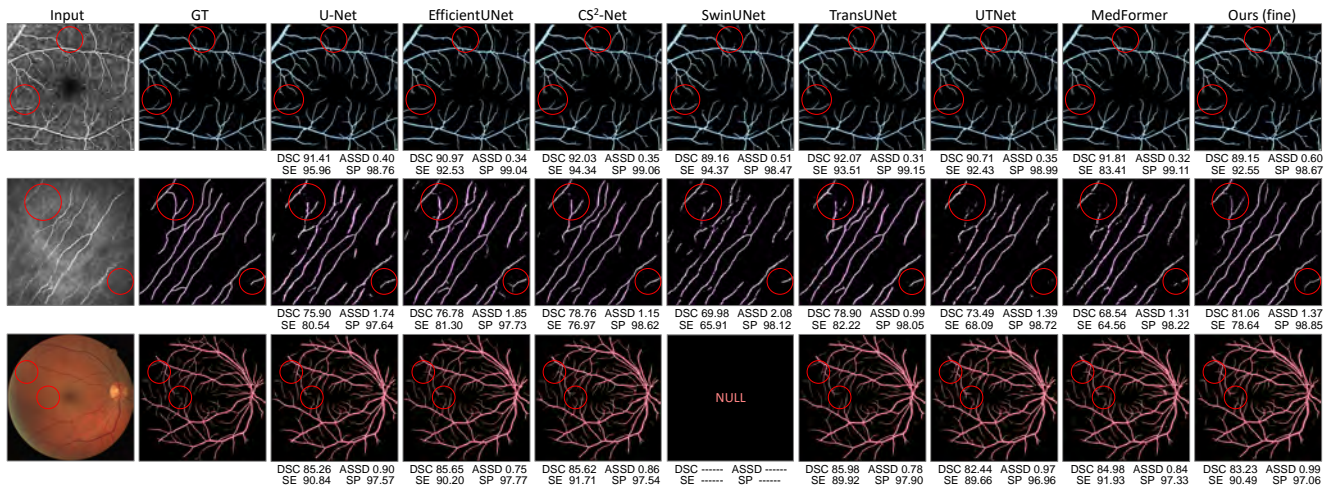 Input GT U-Net EfficientUNet CS²-Net SwinUNet TransUNet UTNet MedFormer Ours (fine)
DSC 91.41 ASSD 0.40 DSC 90.97 ASSD 0.34 DSC 92.03 ASSD 0.35 DSC 89.16 ASSD 0.51 DSC 92.07 ASSD 0.31 DSC 90.71 ASSD 0.35 DSC 91.81 ASSD 0.32 DSC 89.15 ASSD 0.60
SE 95.96 SP 98.76 SE 92.53 SP 99.04 SE 94.34 SP 99.06 SE 94.37 SP 98.47 SE 93.51 SP 99.15 SE 92.43 SP 98.99 SE 83.41 SP 99.11 SE 92.55 SP 98.67
DSC 75.90 ASSD 1.74 DSC 76.78 ASSD 1.85 DSC 78.76 ASSD 1.15 DSC 69.98 ASSD 2.08 DSC 78.90 ASSD 0.99 DSC 73.49 ASSD 1.39 DSC 68.54 ASSD 1.31 DSC 81.06 ASSD 1.37
SE 80.54 SP 97.64 SE 81.30 SP 97.73 SE 76.97 SP 98.62 SE 65.91 SP 98.12 SE 82.22 SP 98.05 SE 68.09 SP 98.72 SE 64.56 SP 98.22 SE 78.64 SP 98.85
NULL
DSC 85.26 ASSD 0.90 DSC 85.65 ASSD 0.75 DSC 85.62 ASSD 0.86 DSC ------ ASSD ------ DSC 85.98 ASSD 0.78 DSC 82.44 ASSD 0.97 DSC 84.98 ASSD 0.84 DSC 83.23 ASSD 0.99
SE 90.84 SP 97.57 SE 90.20 SP 97.77 SE 91.71 SP 97.54 SE ------ SP ------ SE 89.92 SP 97.90 SE 89.66 SP 96.96 SE 91.93 SP 97.33 SE 90.49 SP 97.06